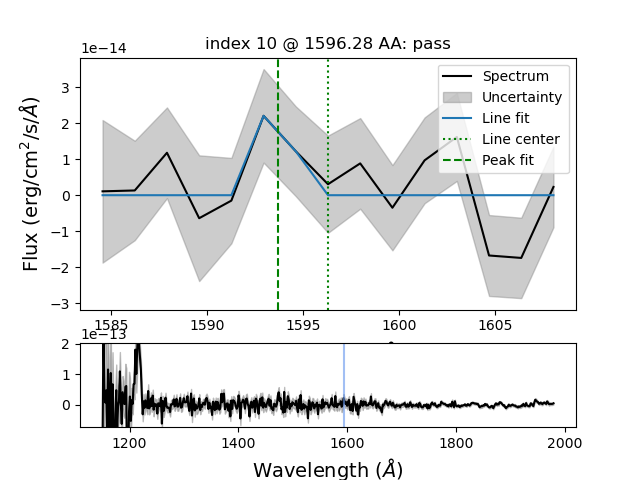 index 10 @ 1596.28 AA: pass
1e−14
3
2
1
0
−1
−2
−3
Flux (erg/cm²/s/Å)
Spectrum
Uncertainty
Line fit
Line center
Peak fit
1585 1590 1595 1600 1605
1e−13
2
1
0
1200 1400 1600 1800 2000
Wavelength (Å)